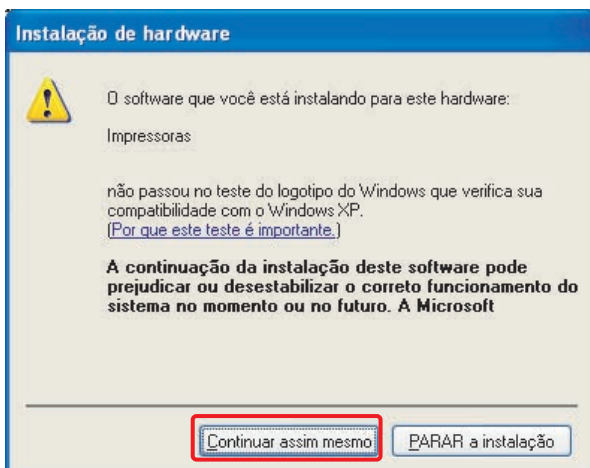 Instalação de hardware
O software que você está instalando para este hardware:
Impressoras
não passou no teste do logotipo do Windows que verifica sua
compatibilidade com o Windows XP.
(Por que este teste é importante.)
A continuação da instalação deste software pode
prejudicar ou desestabilizar o correto funcionamento do
sistema no momento ou no futuro. A Microsoft
Continuar assim mesmo PARAR a instalação